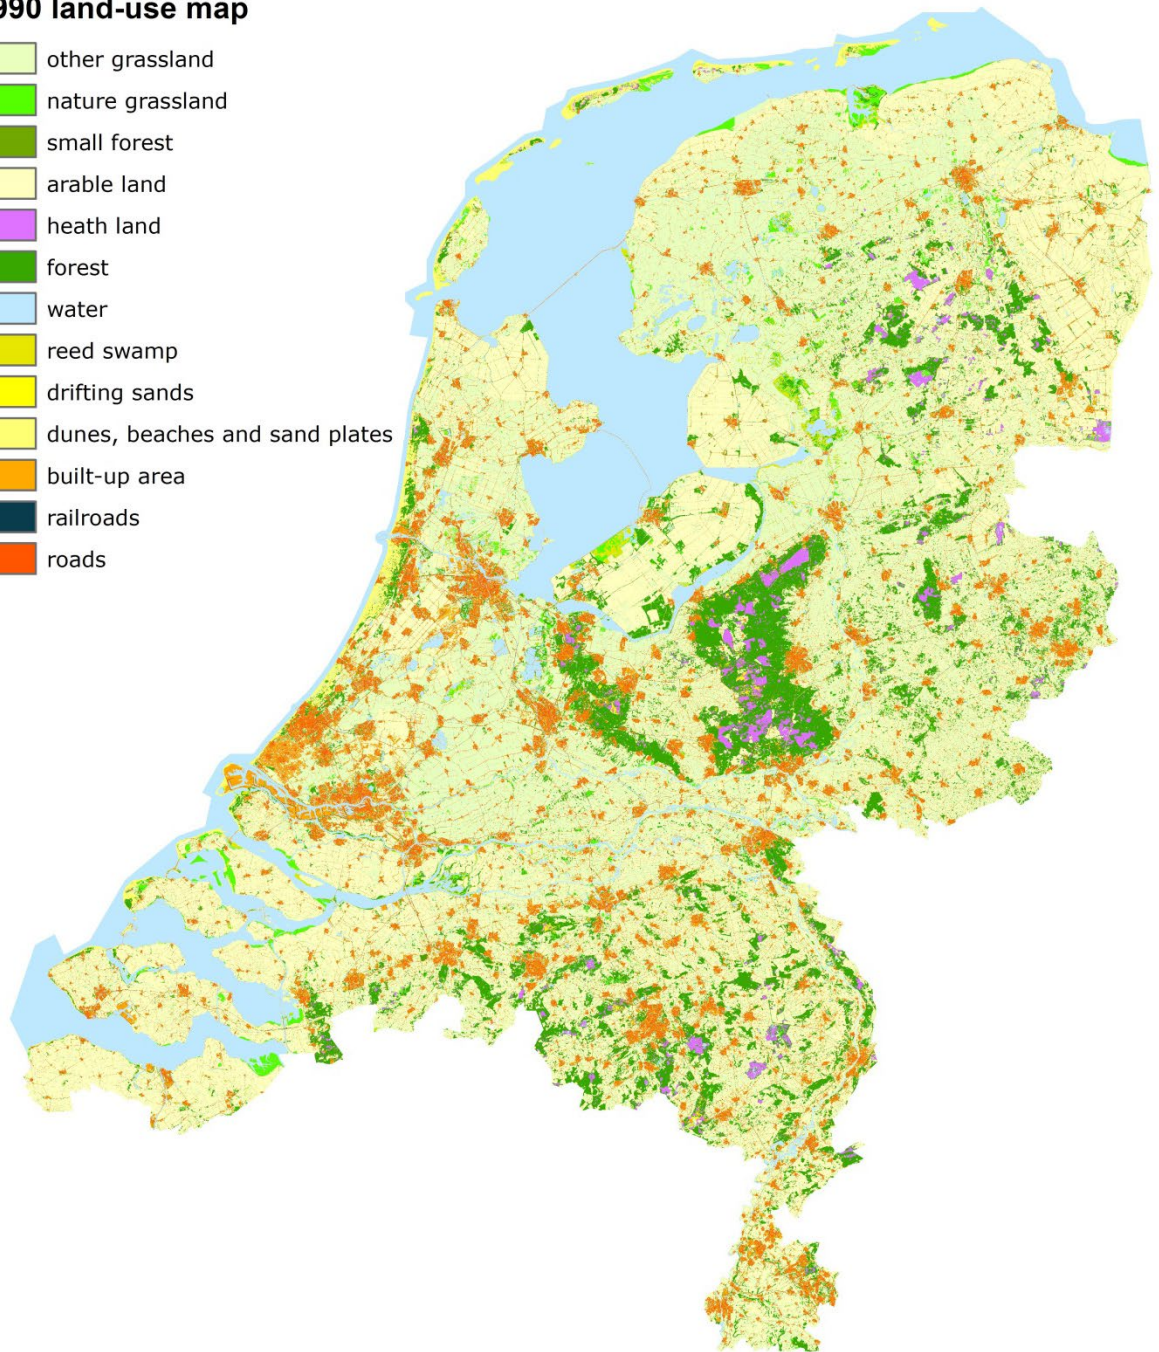 990 land-use map
other grassland
nature grassland
small forest
arable land
heath land
forest
water
reed swamp
drifting sands
dunes, beaches and sand plates
built-up area
railroads
roads